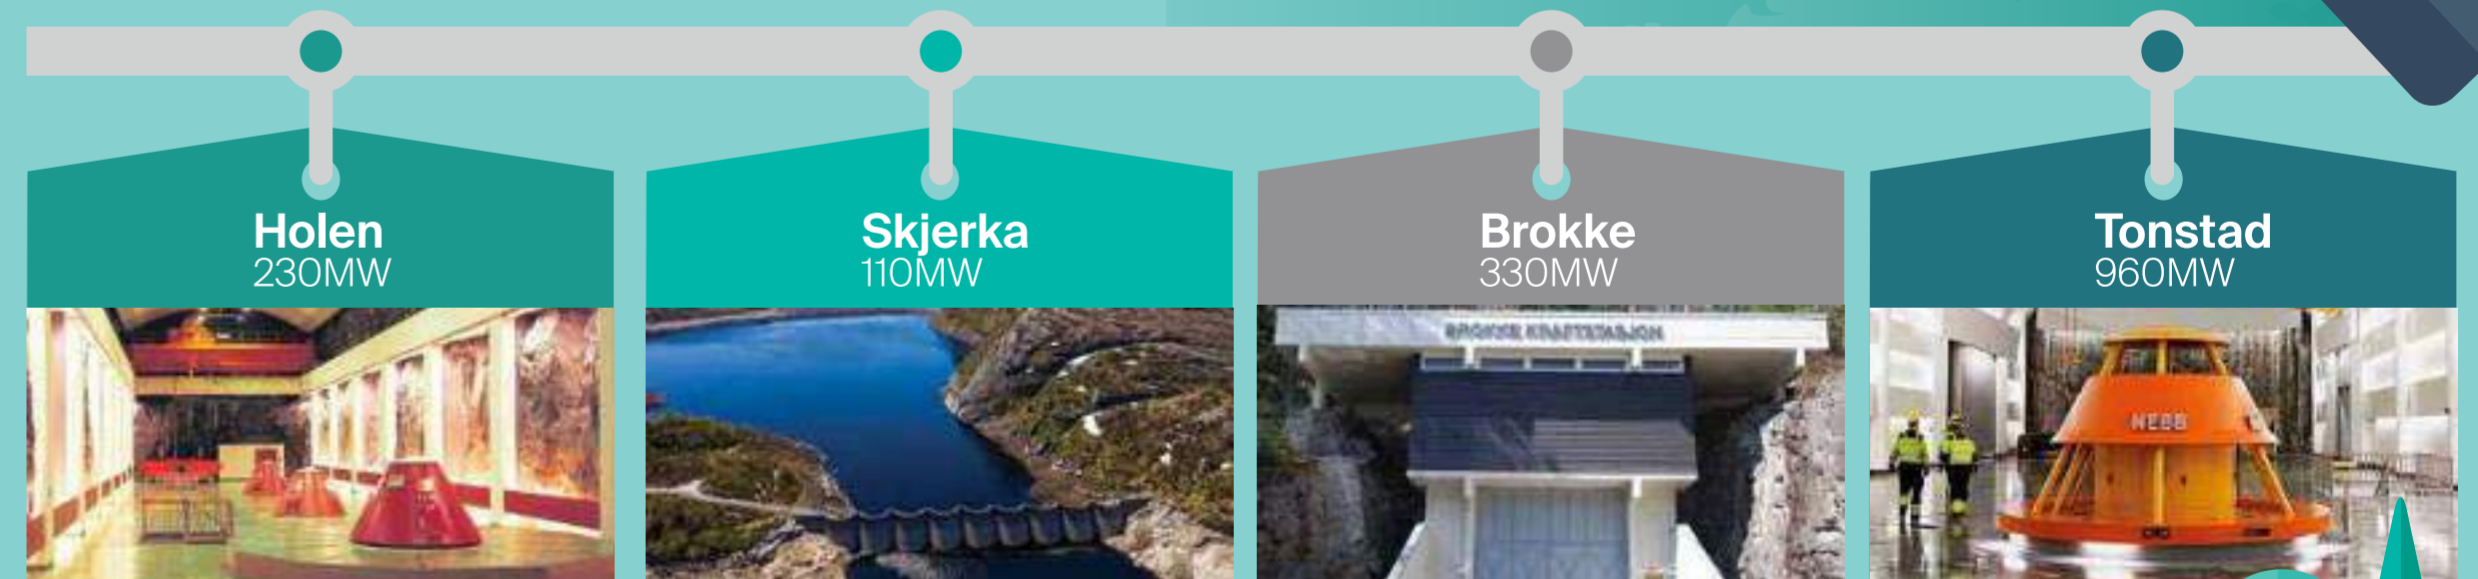 Holen
230MW
Skjerka
110MW
Brokke
330MW
Tonstad
960MW
BROKKE KRAFTSTASJON
NEBB